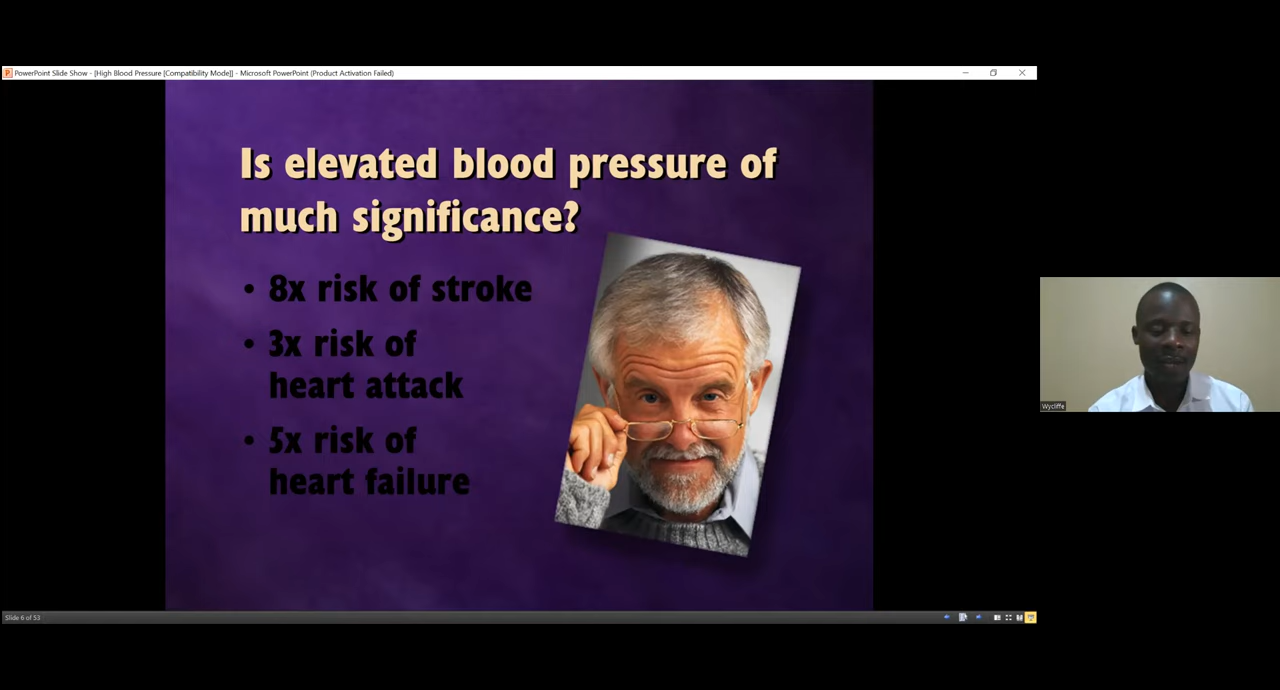 PowerPoint Slide Show - [High Blood Pressure [Compatibility Mode]] - Microsoft PowerPoint (Product Activation Failed)
Is elevated blood pressure of
much significance?
• 8x risk of stroke
• 3x risk of
heart attack
• 5x risk of
heart failure
Wycliffe
Slide 6 of 53